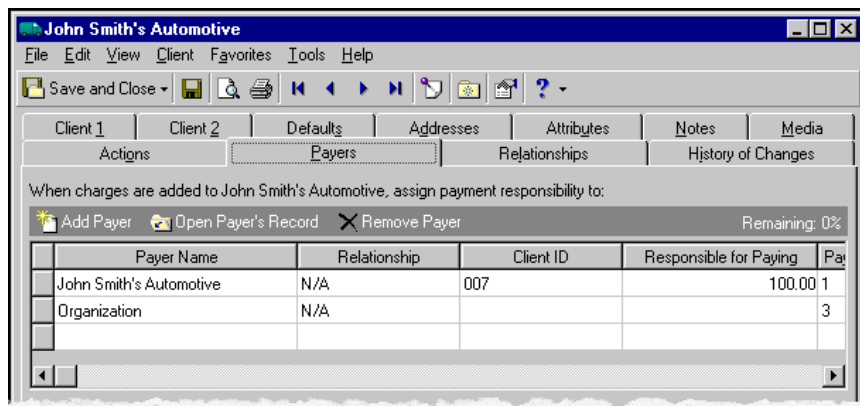 John Smith's Automotive
File Edit View Client Favorites Tools Help
Save and Close ?
Client 1 Client 2 Defaults Addresses Attributes Notes Media
Actions Payers Relationships History of Changes
When charges are added to John Smith's Automotive, assign payment responsibility to:
Add Payer Open Payer's Record Remove Payer Remaining: 0%
Payer Name Relationship Client ID Responsible for Paying Pay
John Smith's Automotive N/A 007 100.00 1
Organization N/A 3